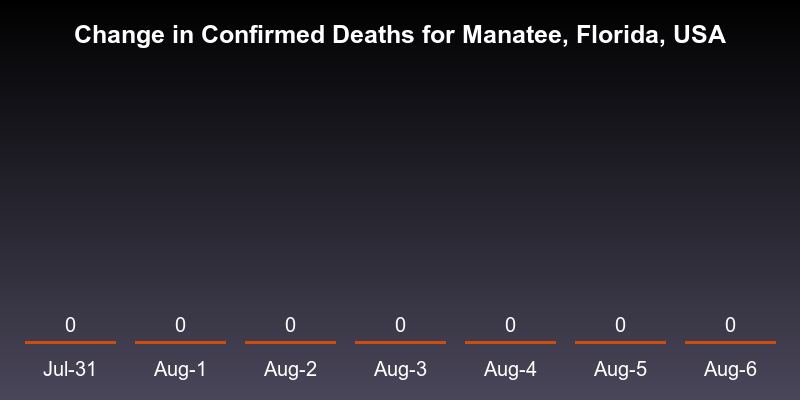 Change in Confirmed Deaths for Manatee, Florida, USA
0 0 0 0 0 0 0
Jul-31 Aug-1 Aug-2 Aug-3 Aug-4 Aug-5 Aug-6